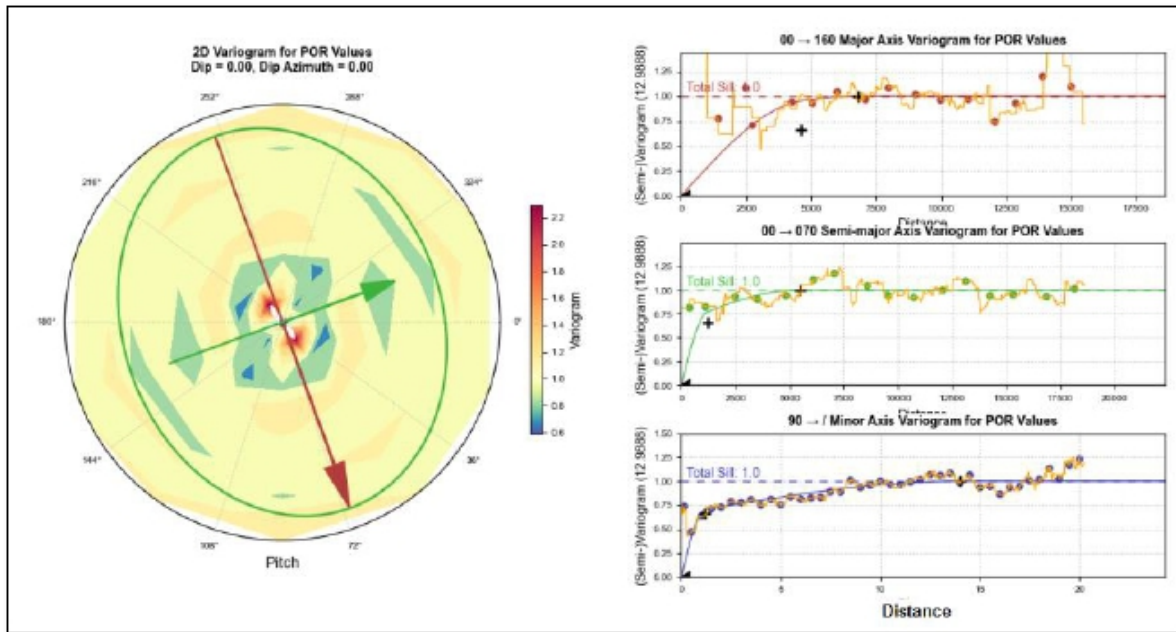 2D Variogram for POR Values
Dip = 0.00, Dip Azimuth = 0.00
252°
288°
216°
324°
180°
0°
144°
36°
108°
72°
Pitch
2.2
2.0
1.8
1.6
1.4
1.2
1.0
0.8
0.6
Variogram
00 → 160 Major Axis Variogram for POR Values
(Semi-)Variogram (12.9888)
1.25
1.00
0.75
0.50
0.25
0.00
Total Sill: 1.0
0 2500 5000 7500 10000 12500 15000 17500
Distance
00 → 070 Semi-major Axis Variogram for POR Values
(Semi-)Variogram (12.9888)
1.25
1.00
0.75
0.50
0.25
0.00
Total Sill: 1.0
0 2500 5000 7500 10000 12500 15000 17500 20000
Distance
90 → / Minor Axis Variogram for POR Values
(Semi-)Variogram (12.9888)
1.50
1.25
1.00
0.75
0.50
0.25
0.00
Total Sill: 1.0
0 5 10 15 20
Distance